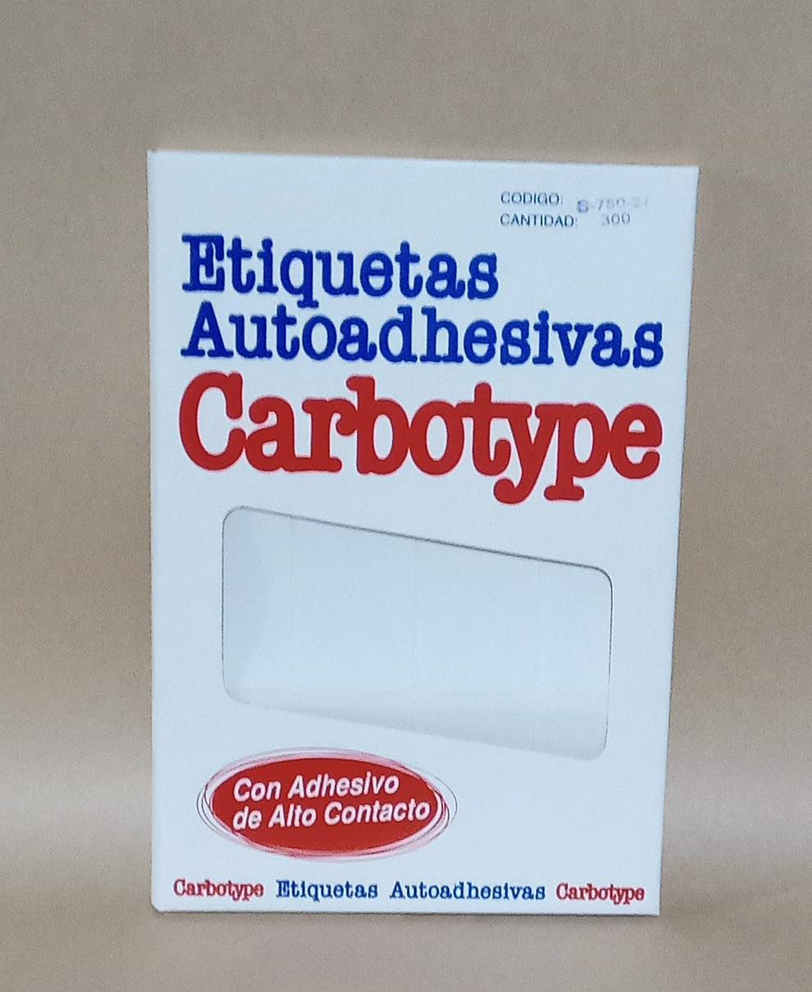 CODIGO:
CANTIDAD: 300
Etiquetas
Autoadhesivas
Carbotype
Con Adhesivo
de Alto Contacto
Carbotype Etiquetas Autoadhesivas Carbotype